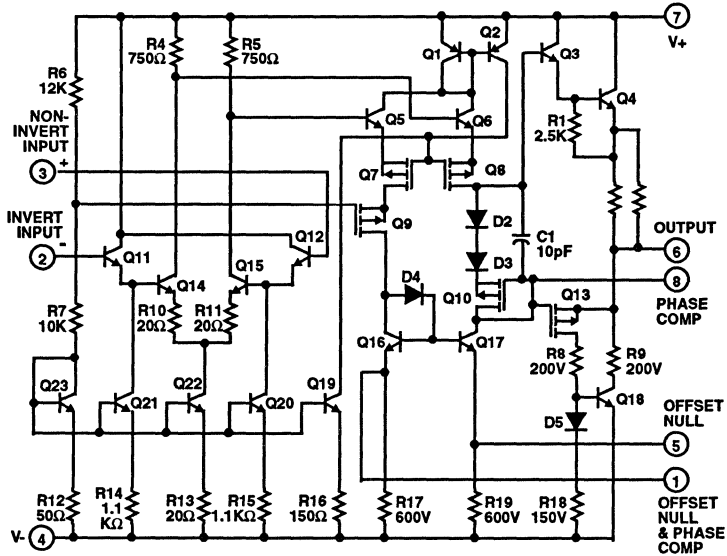 R4
750Ω
R5
750Ω
Q1
Q2
Q3
7
V+
R6
12K
Q4
NON-
INVERT
INPUT
Q5
Q6
R1
2.5K
3
+
Q7
Q8
INVERT
INPUT
2
-
Q9
Q11
Q12
D2
C1
10pF
OUTPUT
6
Q14
Q15
D4
D3
8
PHASE
COMP
R7
10K
R10
20Ω
R11
20Ω
Q10
Q13
Q16
Q17
R8
200V
R9
200V
Q23
Q21
Q22
Q20
Q19
Q18
D5
OFFSET
NULL
5
1
R12
50Ω
R14
1.1
KΩ
R13
20Ω
R15
1.1KΩ
R16
150Ω
R17
600V
R19
600V
R18
150V
OFFSET
NULL
& PHASE
COMP
V-
4